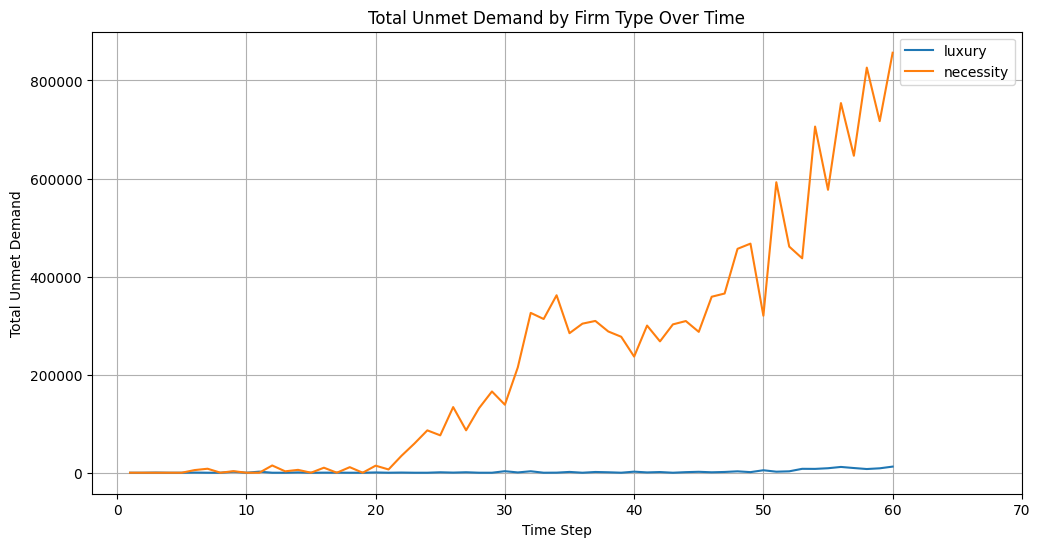 Total Unmet Demand by Firm Type Over Time
luxury
necessity
Total Unmet Demand
800000
600000
400000
200000
0
0 10 20 30 40 50 60 70
Time Step